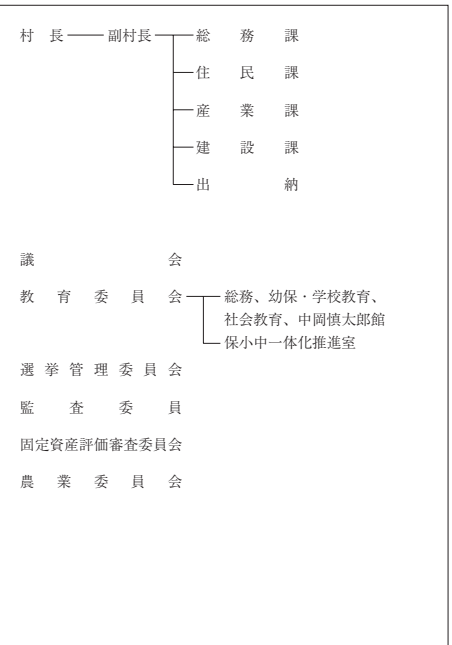 村長 副村長 総務課
住民課
産業課
建設課
出納
議会
教育委員会 総務、幼保・学校教育、
社会教育、中岡慎太郎館
保小中一体化推進室
選挙管理委員会
監査委員
固定資産評価審査委員会
農業委員会